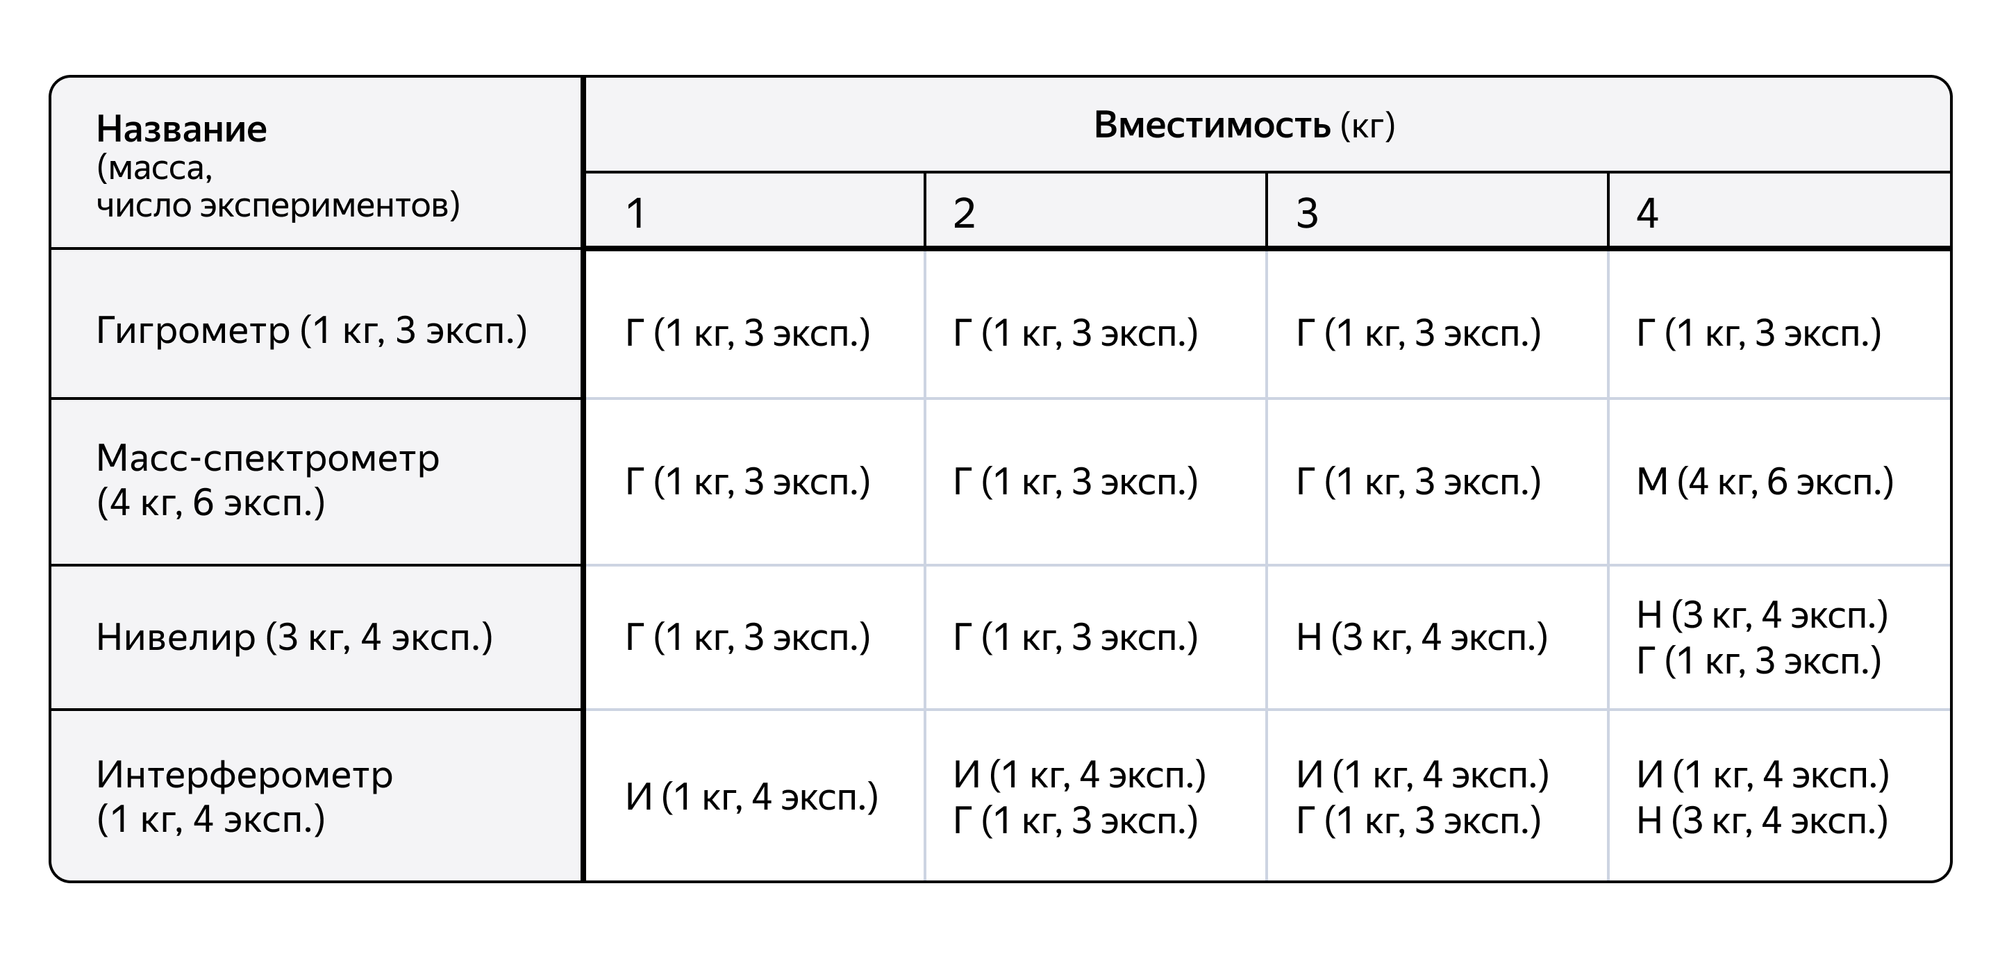 Название
(масса,
число экспериментов)
Вместимость (кг)
1
2
3
4
Гигрометр (1 кг, 3 эксп.)
Г (1 кг, 3 эксп.)
Г (1 кг, 3 эксп.)
Г (1 кг, 3 эксп.)
Г (1 кг, 3 эксп.)
Масс-спектрометр
(4 кг, 6 эксп.)
Г (1 кг, 3 эксп.)
Г (1 кг, 3 эксп.)
Г (1 кг, 3 эксп.)
М (4 кг, 6 эксп.)
Нивелир (3 кг, 4 эксп.)
Г (1 кг, 3 эксп.)
Г (1 кг, 3 эксп.)
Н (3 кг, 4 эксп.)
Н (3 кг, 4 эксп.)
Г (1 кг, 3 эксп.)
Интерферометр
(1 кг, 4 эксп.)
И (1 кг, 4 эксп.)
И (1 кг, 4 эксп.)
Г (1 кг, 3 эксп.)
И (1 кг, 4 эксп.)
Г (1 кг, 3 эксп.)
И (1 кг, 4 эксп.)
Н (3 кг, 4 эксп.)